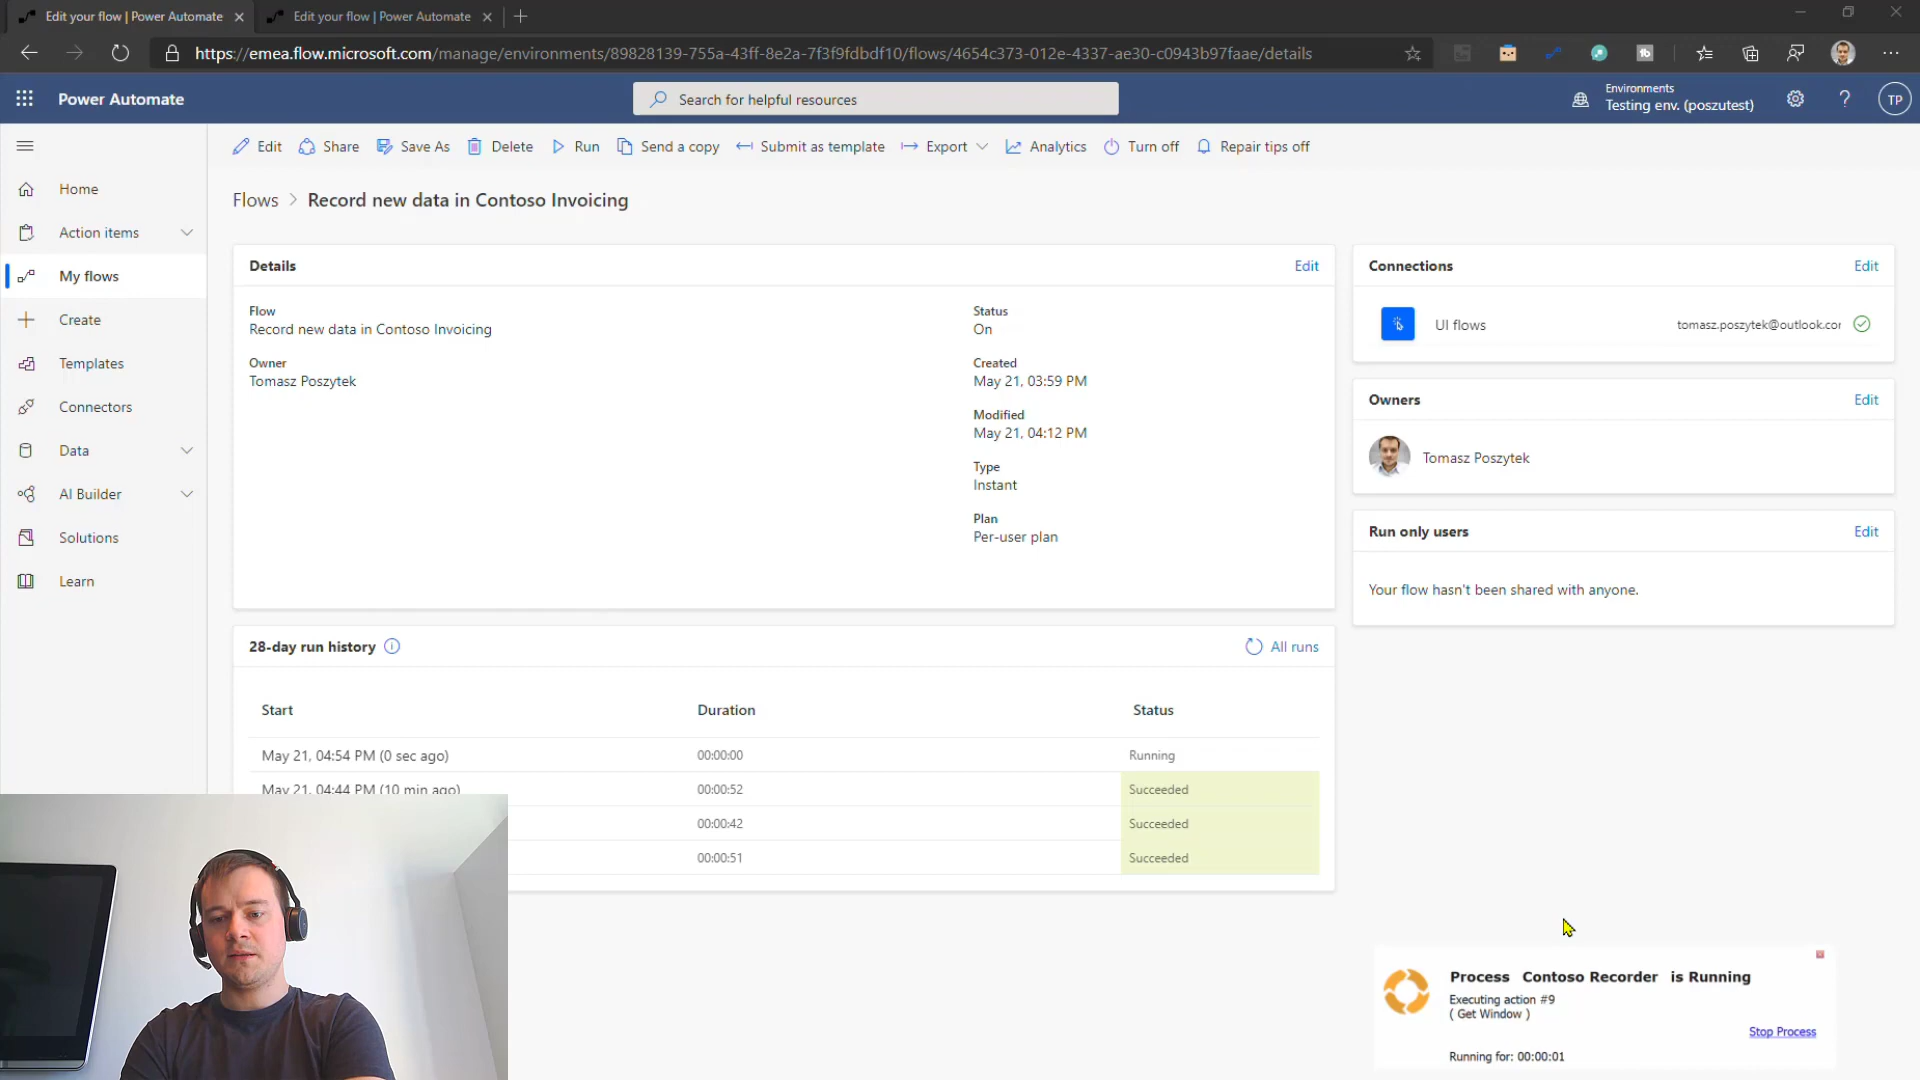 Edit your flow | Power Automate
Edit your flow | Power Automate
https://emea.flow.microsoft.com/manage/environments/89828139-755a-43ff-8e2a-7f3f9fdbdf10/flows/4654c373-012e-4337-ae30-c0943b97faae/details
Power Automate
Search for helpful resources
Environments
Testing env. (poszutest)
TP
Edit Share Save As Delete Run Send a copy Submit as template Export Analytics Turn off Repair tips off
Home
Action items
My flows
Create
Templates
Connectors
Data
AI Builder
Solutions
Learn
Flows > Record new data in Contoso Invoicing
Details Edit
Flow
Record new data in Contoso Invoicing
Owner
Tomasz Poszytek
Status
On
Created
May 21, 03:59 PM
Modified
May 21, 04:12 PM
Type
Instant
Plan
Per-user plan
Connections Edit
UI flows tomasz.poszytek@outlook.cor
Owners Edit
Tomasz Poszytek
Run only users Edit
Your flow hasn't been shared with anyone.
28-day run history All runs
Start Duration Status
May 21, 04:54 PM (0 sec ago) 00:00:00 Running
May 21, 04:44 PM (10 min ago) 00:00:52 Succeeded
00:00:42 Succeeded
00:00:51 Succeeded
Process Contoso Recorder is Running
Executing action #9
( Get Window )
Stop Process
Running for: 00:00:01